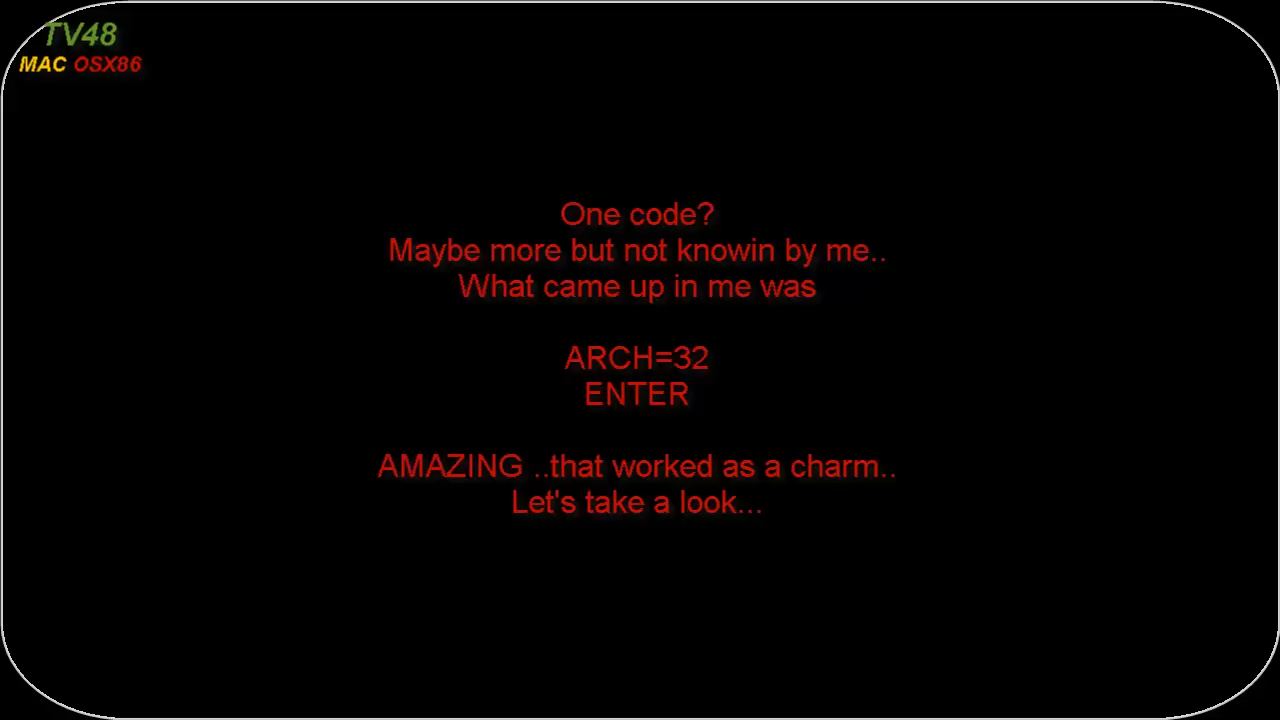 TV48
MAC OSX86
One code?
Maybe more but not knowin by me..
What came up in me was
ARCH=32
ENTER
AMAZING ..that worked as a charm..
Let's take a look...